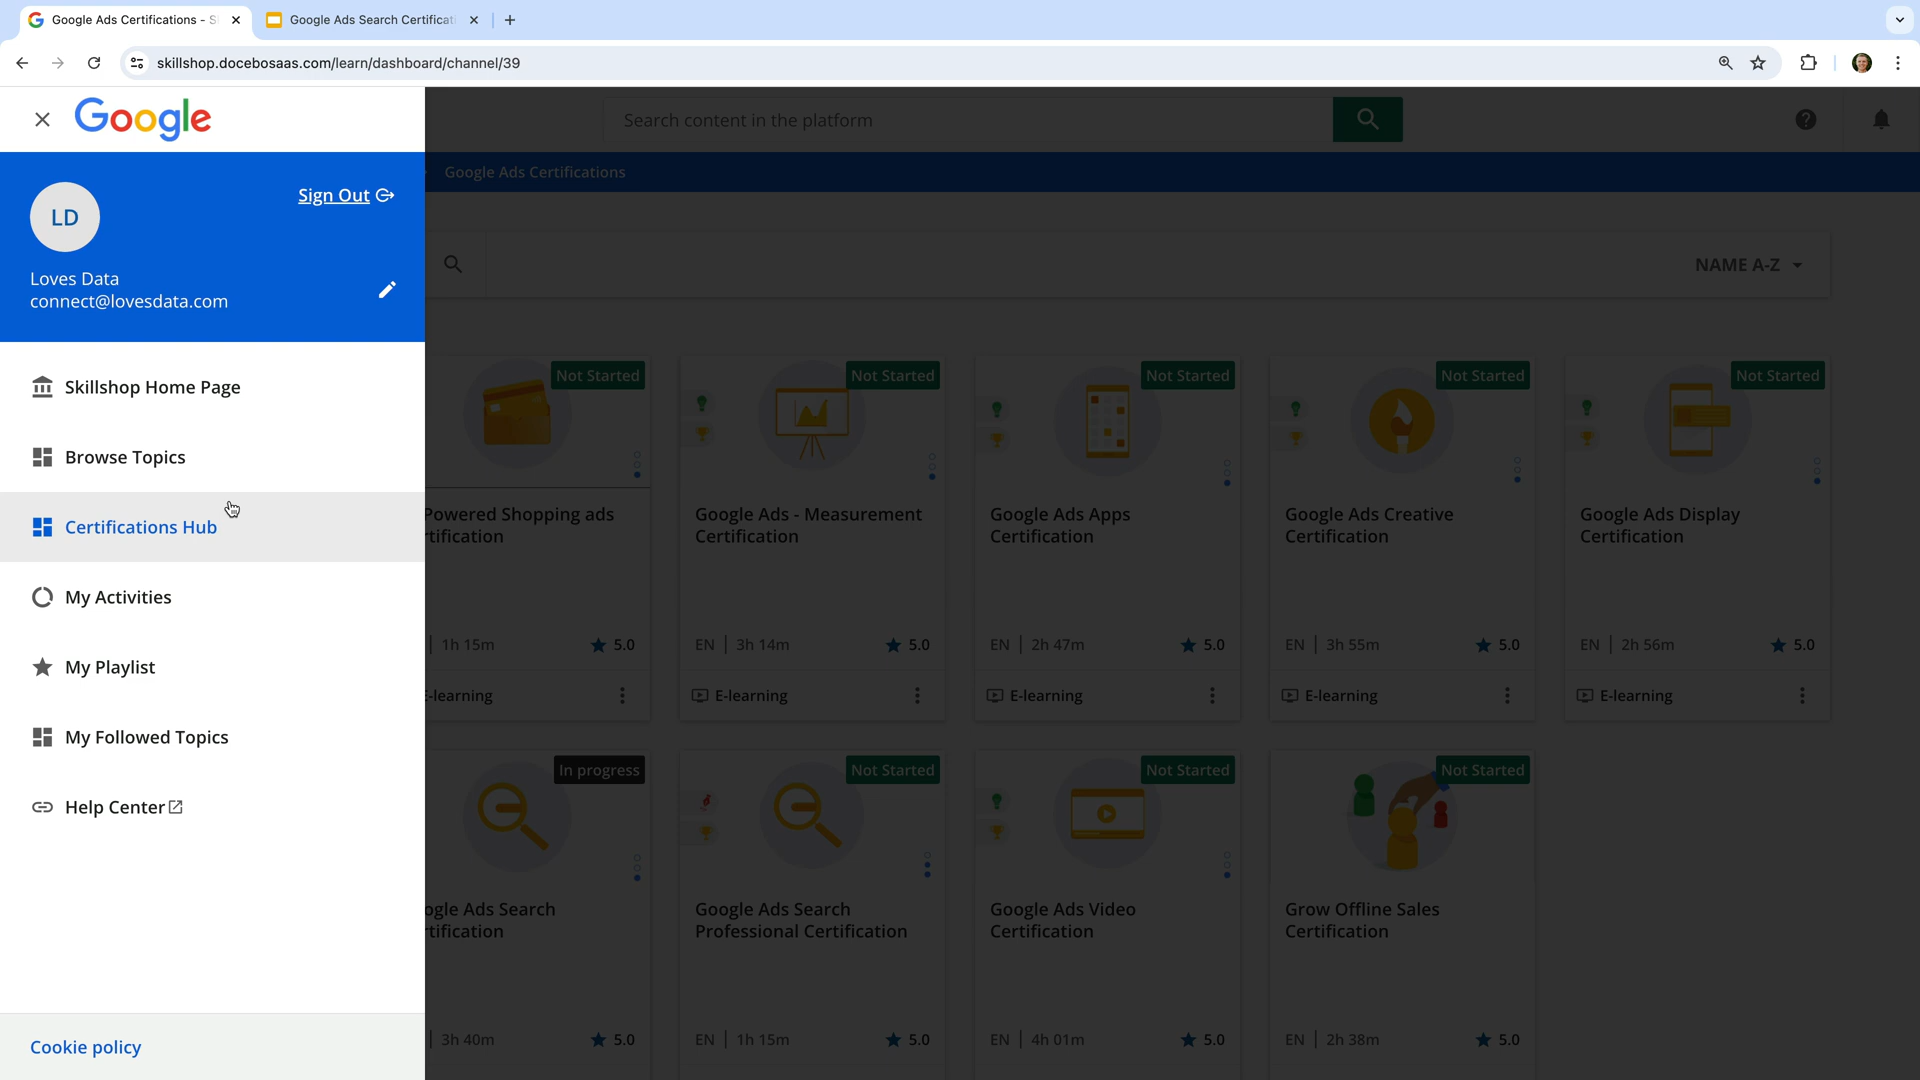 Google Ads Certifications - S
Google Ads Search Certificat
skillshop.docebosaas.com/learn/dashboard/channel/39
Google
Search content in the platform
Google Ads Certifications
Sign Out
LD
Loves Data
connect@lovesdata.com
NAME A-Z
Skillshop Home Page
Browse Topics
Certifications Hub
My Activities
My Playlist
My Followed Topics
Help Center
Cookie policy
Not Started
Powered Shopping ads
tification
1h 15m
5.0
E-learning
Not Started
Google Ads - Measurement
Certification
EN | 3h 14m
5.0
E-learning
Not Started
Google Ads Apps
Certification
EN | 2h 47m
5.0
E-learning
Not Started
Google Ads Creative
Certification
EN | 3h 55m
5.0
E-learning
Not Started
Google Ads Display
Certification
EN | 2h 56m
5.0
E-learning
In progress
ogle Ads Search
tification
3h 40m
5.0
Not Started
Google Ads Search
Professional Certification
EN | 1h 15m
5.0
Not Started
Google Ads Video
Certification
EN | 4h 01m
5.0
Not Started
Grow Offline Sales
Certification
EN | 2h 38m
5.0